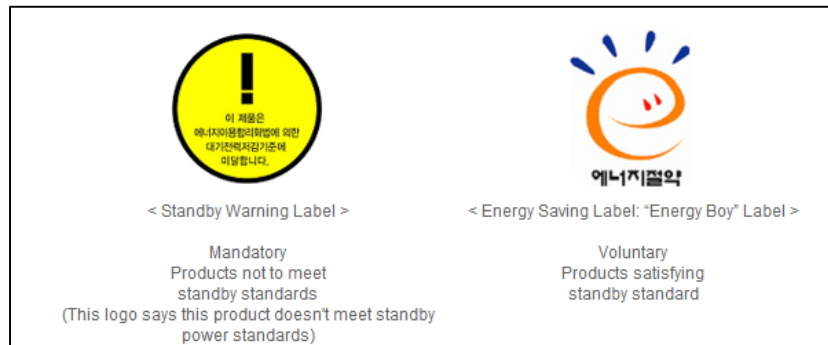 !
이 제품은
에너지이용합리화법에 의한
대기전력저감기준에
미달합니다.
에너지절약
< Standby Warning Label >
< Energy Saving Label: “Energy Boy” Label >
Mandatory
Products not to meet
standby standards
(This logo says this product doesn't meet standby
power standards)
Voluntary
Products satisfying
standby standard